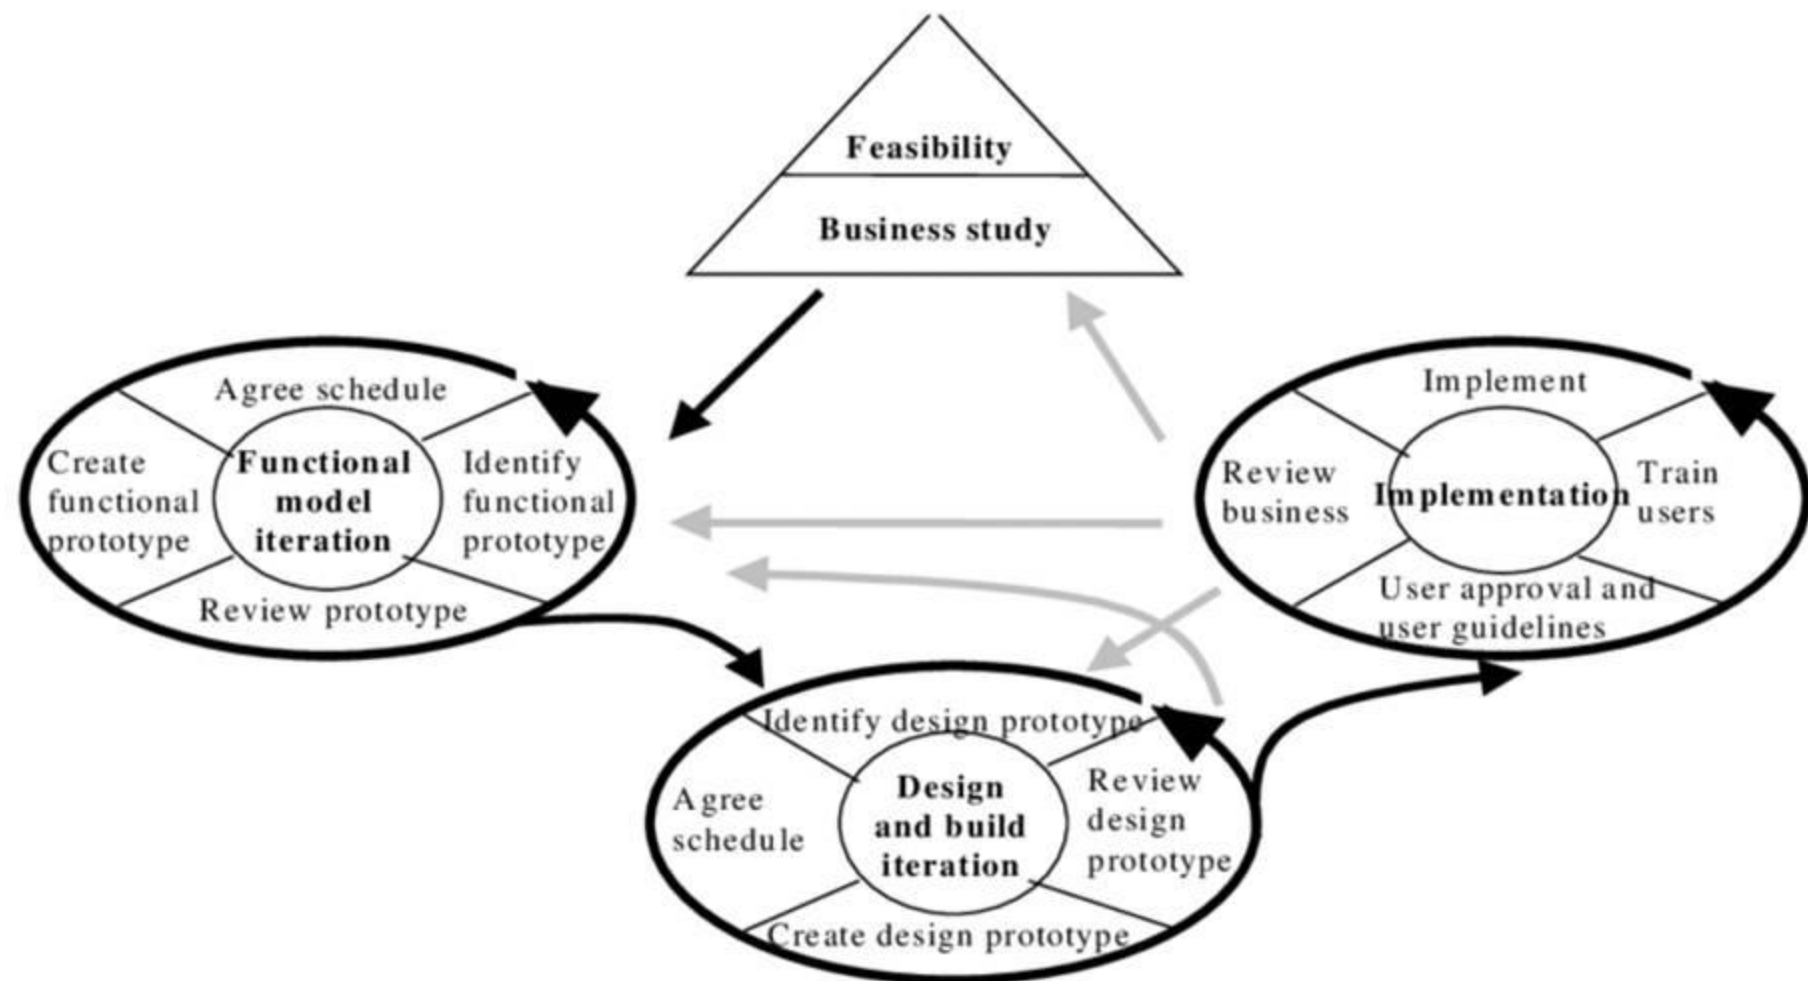 Feasibility
Business study
Agree schedule
Create
functional
prototype
Functional
model
iteration
Identify
functional
prototype
Review prototype
Implement
Review
business
Implementation
Train
users
User approval and
user guidelines
Identify design prototype
Agree
schedule
Design
and build
iteration
Review
design
prototype
Create design prototype